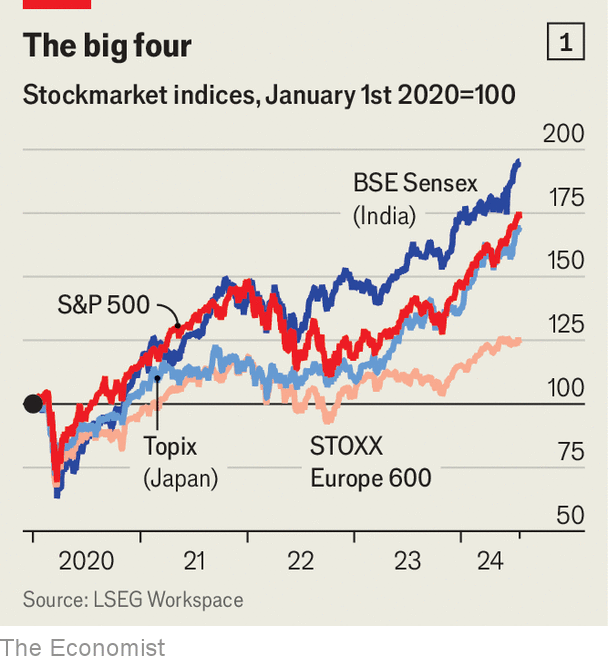 The big four
1
Stockmarket indices, January 1st 2020=100
200
BSE Sensex
(India)
175
150
S&P 500
125
100
Topix
(Japan)
STOXX
Europe 600
75
50
2020
21
22
23
24
Source: LSEG Workspace
The Economist